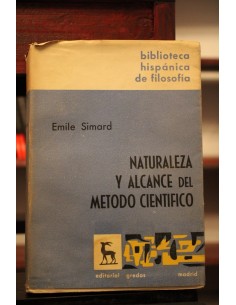 biblioteca
hispánica
de filosofía
Emile Simard
NATURALEZA
Y ALCANCE DEL
METODO CIENTIFICO
editorial gredos madrid